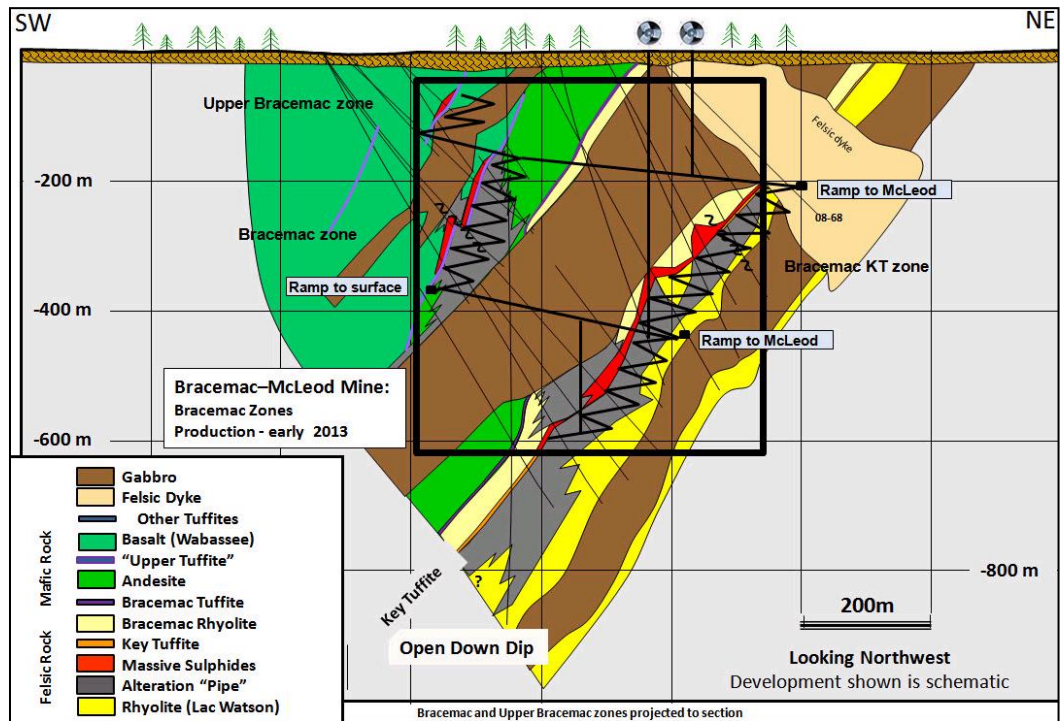 SW
NE
Upper Bracemac zone
Felsic dyke
-200 m
Ramp to McLeod
08-68
Bracemac zone
Bracemac KT zone
Ramp to surface
-400 m
Ramp to McLeod
Bracemac–McLeod Mine:
Bracemac Zones
Production - early 2013
-600 m
Gabbro
Felsic Dyke
Other Tuffites
Basalt (Wabassee)
“Upper Tuffite”
Andesite
Bracemac Tuffite
Bracemac Rhyolite
Key Tuffite
Massive Sulphides
Alteration “Pipe”
Rhyolite (Lac Watson)
Mafic Rock
Felsic Rock
-800 m
?
Key Tuffite
200m
Open Down Dip
Looking Northwest
Development shown is schematic
Bracemac and Upper Bracemac zones projected to section